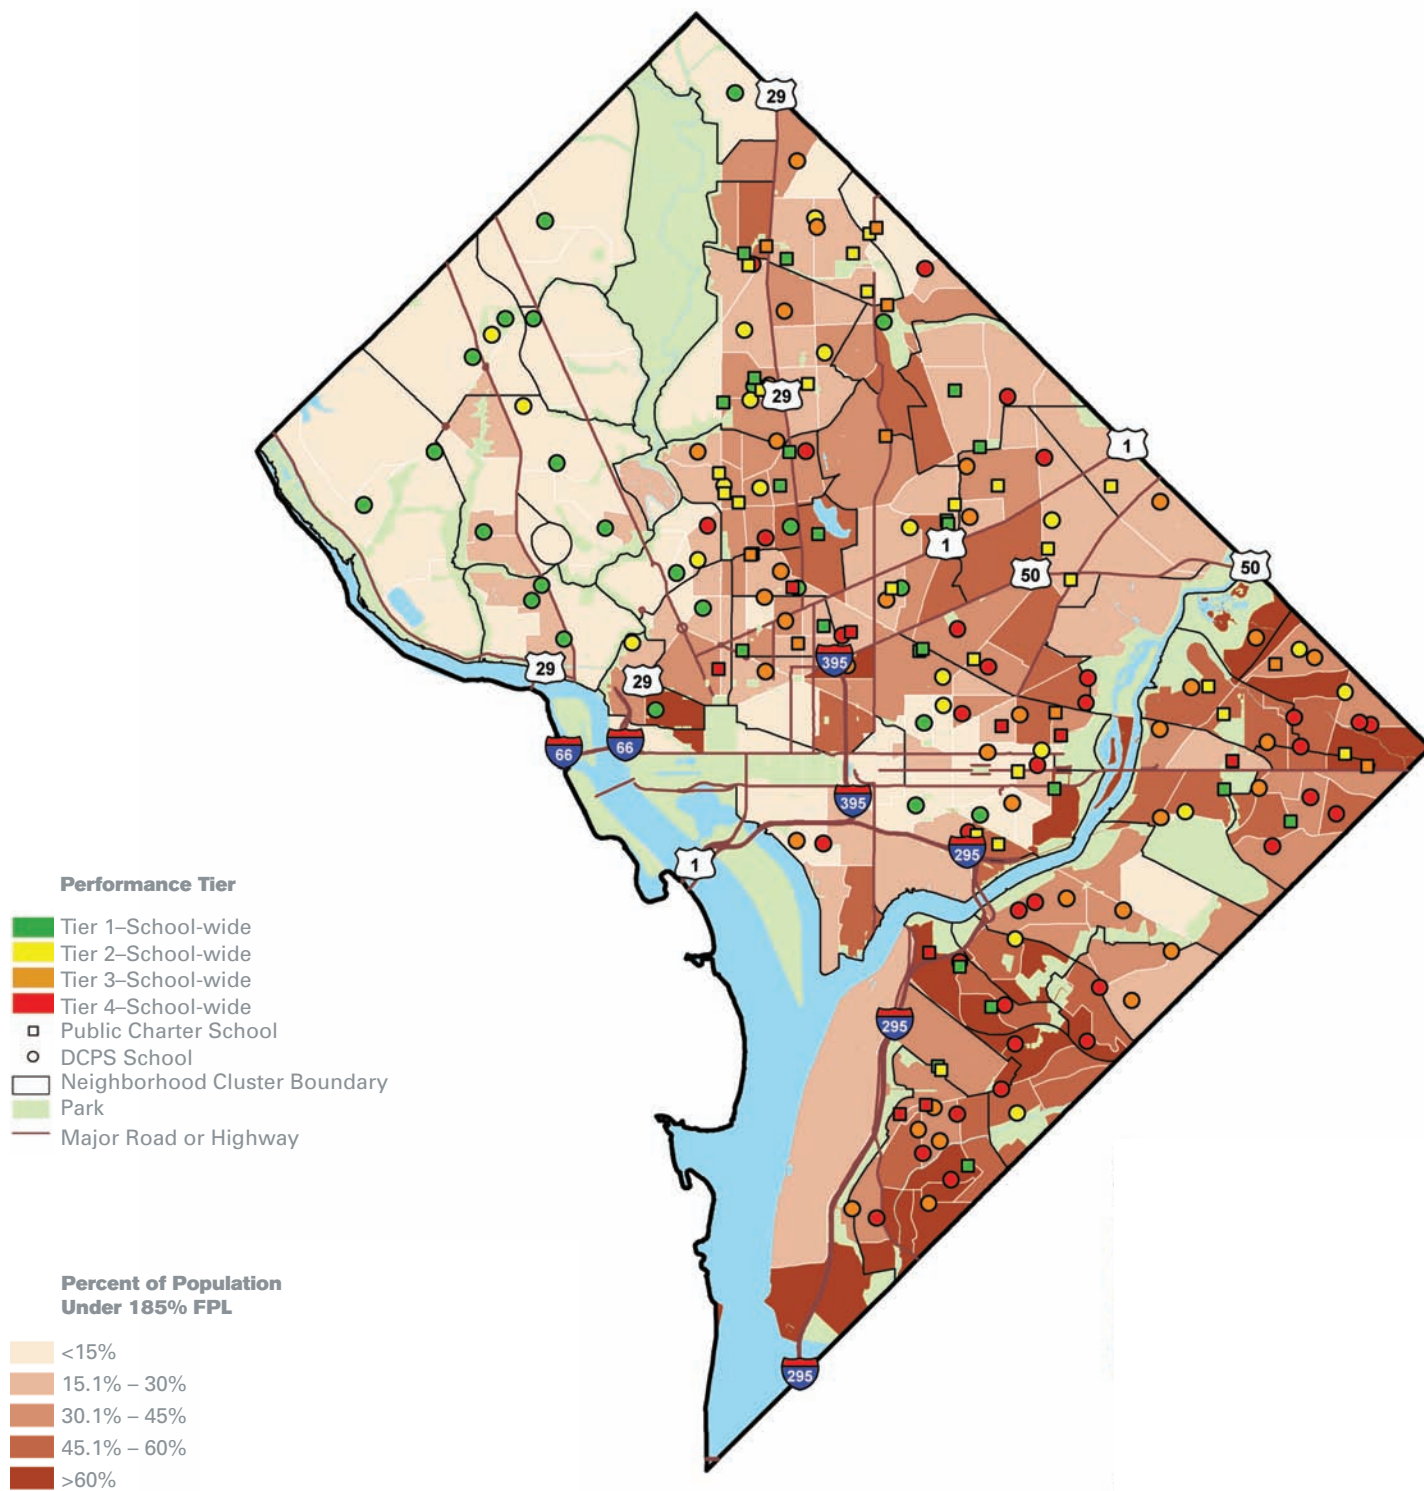 29
29
1
1
50
50
395
29
29
66
66
395
1
295
295
295
Performance Tier
Tier 1–School-wide
Tier 2–School-wide
Tier 3–School-wide
Tier 4–School-wide
Public Charter School
DCPS School
Neighborhood Cluster Boundary
Park
Major Road or Highway
Percent of Population
Under 185% FPL
<15%
15.1% – 30%
30.1% – 45%
45.1% – 60%
>60%